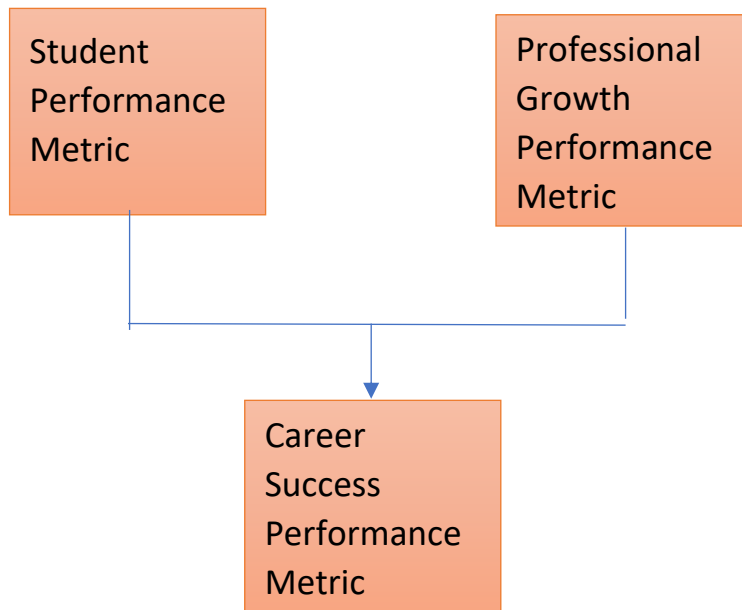 Student
Performance
Metric
Professional
Growth
Performance
Metric
Career
Success
Performance
Metric